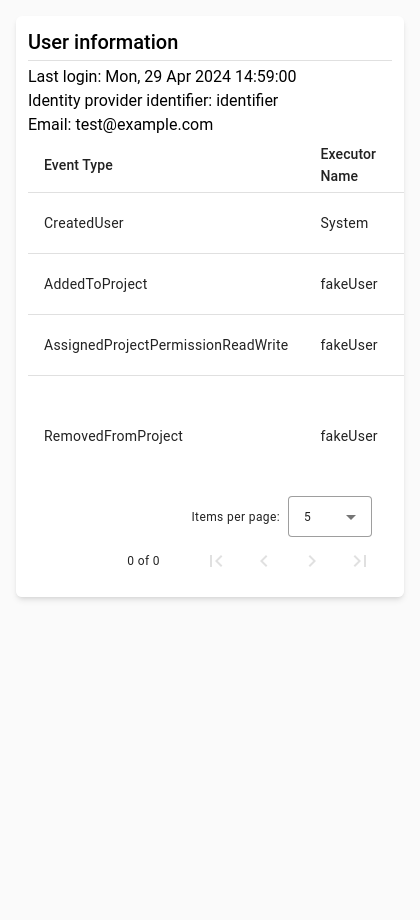 User information
Last login: Mon, 29 Apr 2024 14:59:00
Identity provider identifier: identifier
Email: test@example.com
Event Type Executor Name
CreatedUser System
AddedToProject fakeUser
AssignedProjectPermissionReadWrite fakeUser
RemovedFromProject fakeUser
Items per page: 5
0 of 0